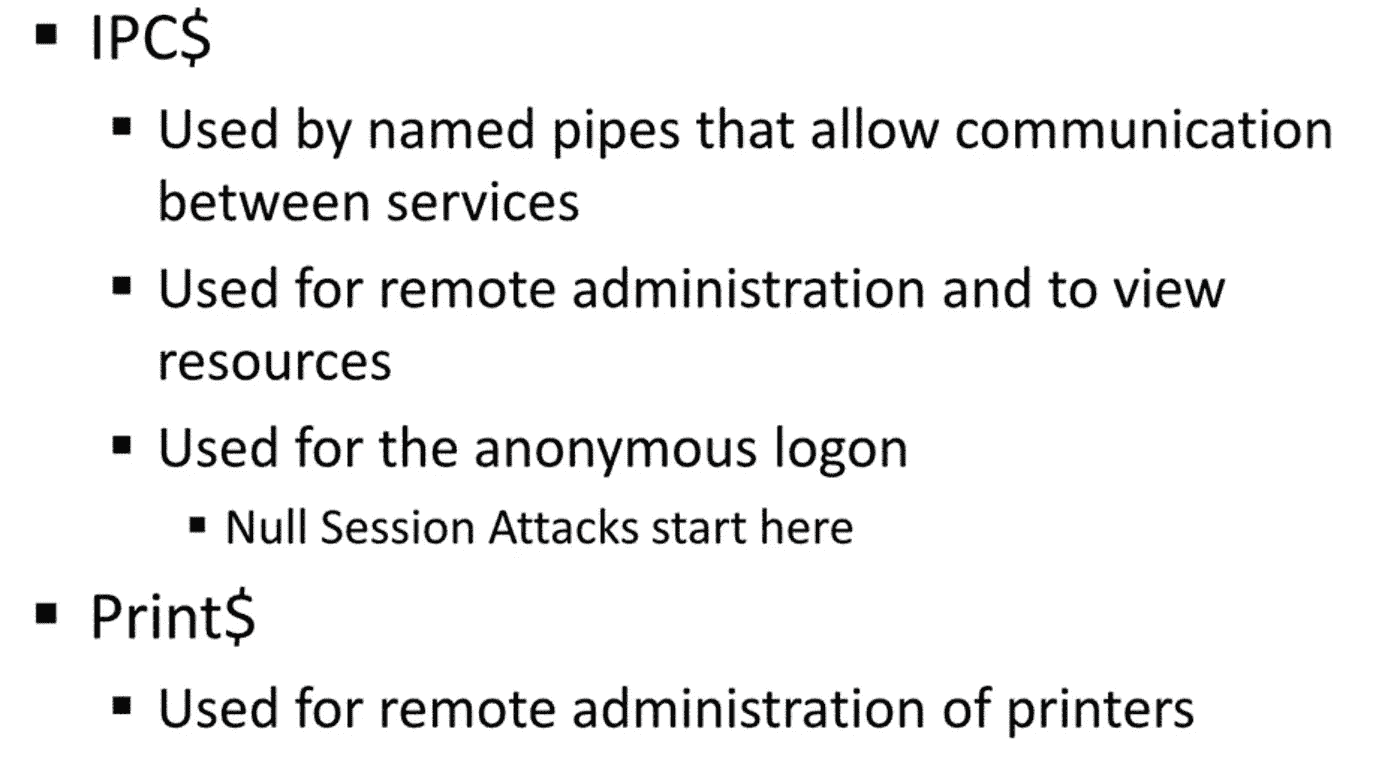 ▪ IPC$
▪ Used by named pipes that allow communication
between services
▪ Used for remote administration and to view
resources
▪ Used for the anonymous logon
▪ Null Session Attacks start here
▪ Print$
▪ Used for remote administration of printers